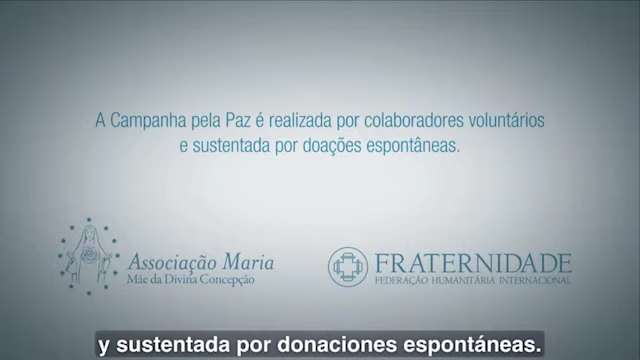 A Campanha pela Paz é realizada por colaboradores voluntários
e sustentada por doações espontâneas.
Associação Maria
Mãe da Divina Concepção
FRATERNIDADE
FEDERAÇÃO HUMANITÁRIA INTERNACIONAL
y sustentada por donaciones espontáneas.